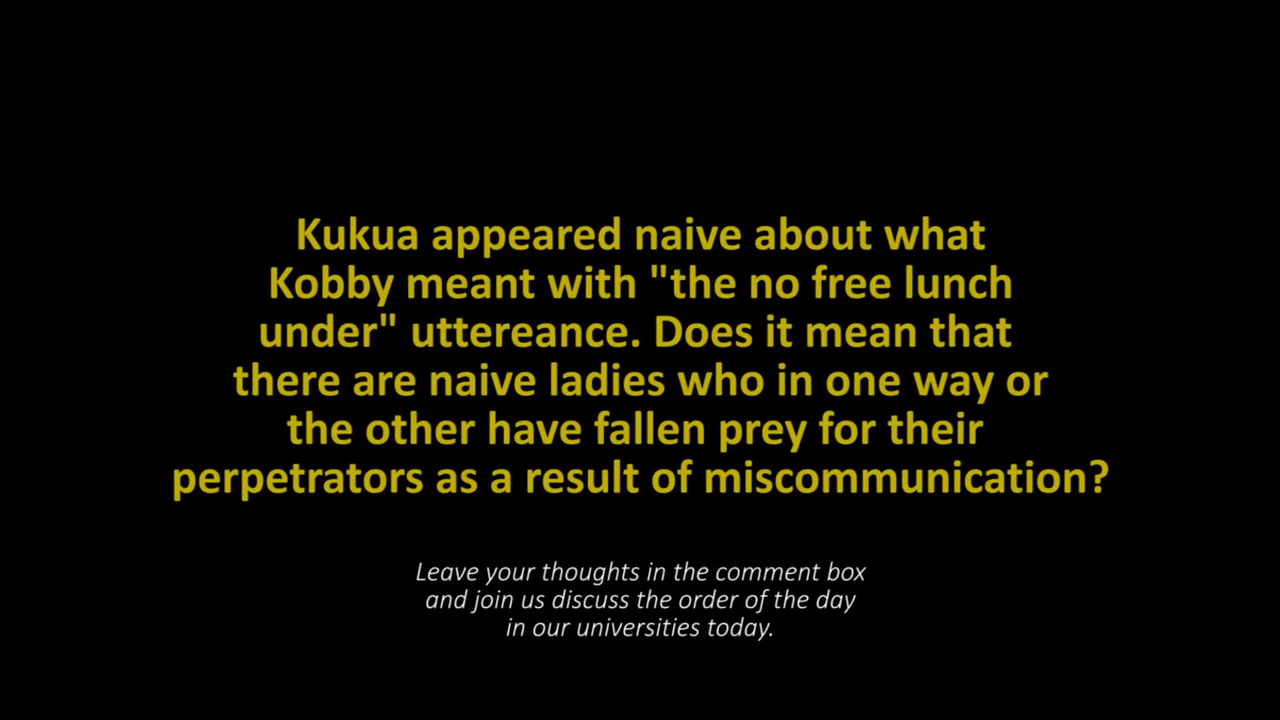 Kukua appeared naive about what
Kobby meant with "the no free lunch
under" uttereance. Does it mean that
there are naive ladies who in one way or
the other have fallen prey for their
perpetrators as a result of miscommunication?
Leave your thoughts in the comment box
and join us discuss the order of the day
in our universities today.